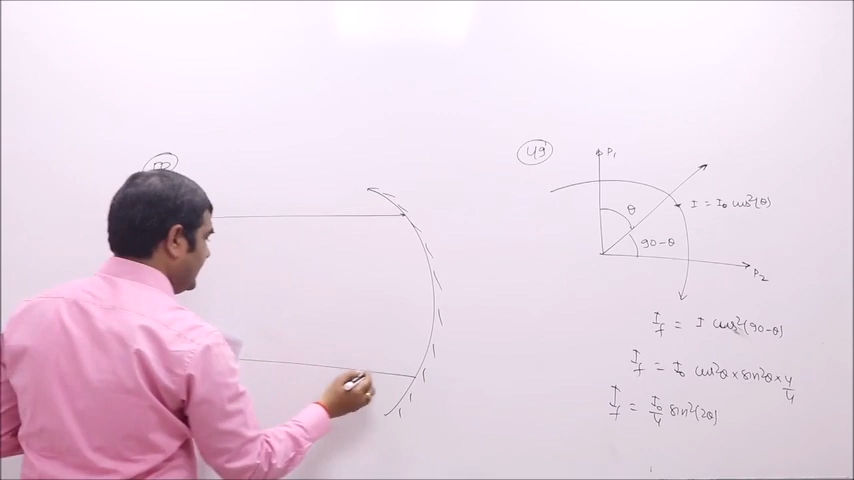 49
P₁
θ
I = I₀ cos²(θ)
90-θ
P₂
I_f = I cos²(90-θ)
I_f = I₀ cos²θ × sin²θ × 4/4
I_f = I₀/4 sin²(2θ)